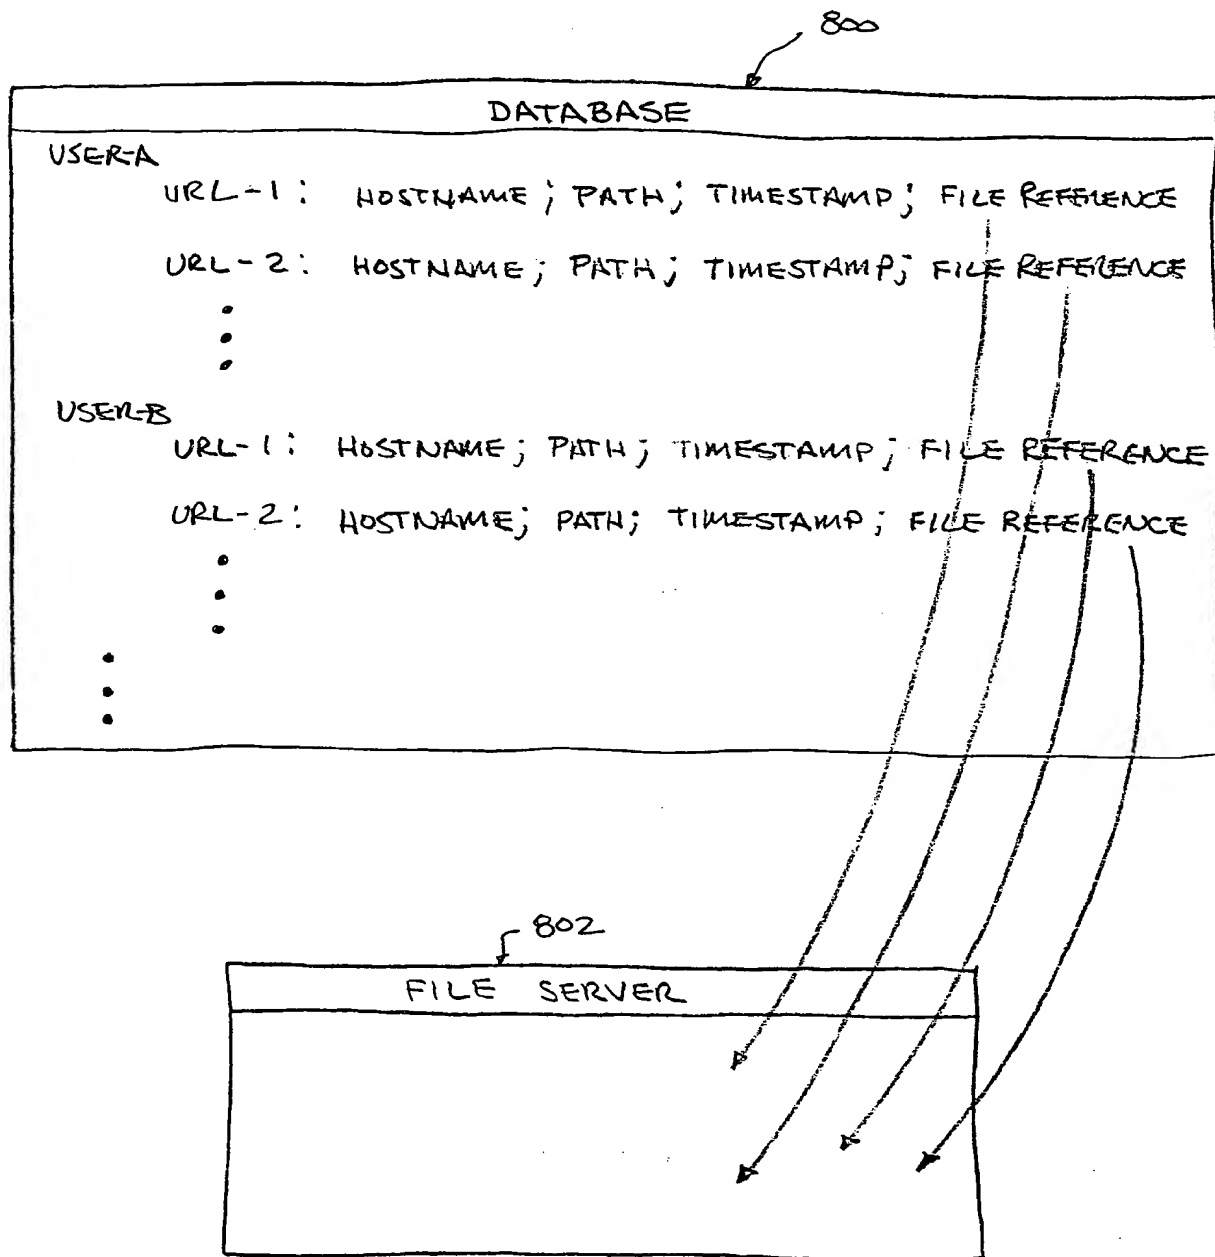 800
DATABASE
USER-A
URL-1: HOSTNAME; PATH; TIMESTAMP; FILE REFERENCE
URL-2: HOSTNAME; PATH; TIMESTAMP; FILE REFERENCE
USER-B
URL-1: HOSTNAME; PATH; TIMESTAMP; FILE REFERENCE
URL-2: HOSTNAME; PATH; TIMESTAMP; FILE REFERENCE
802
FILE SERVER